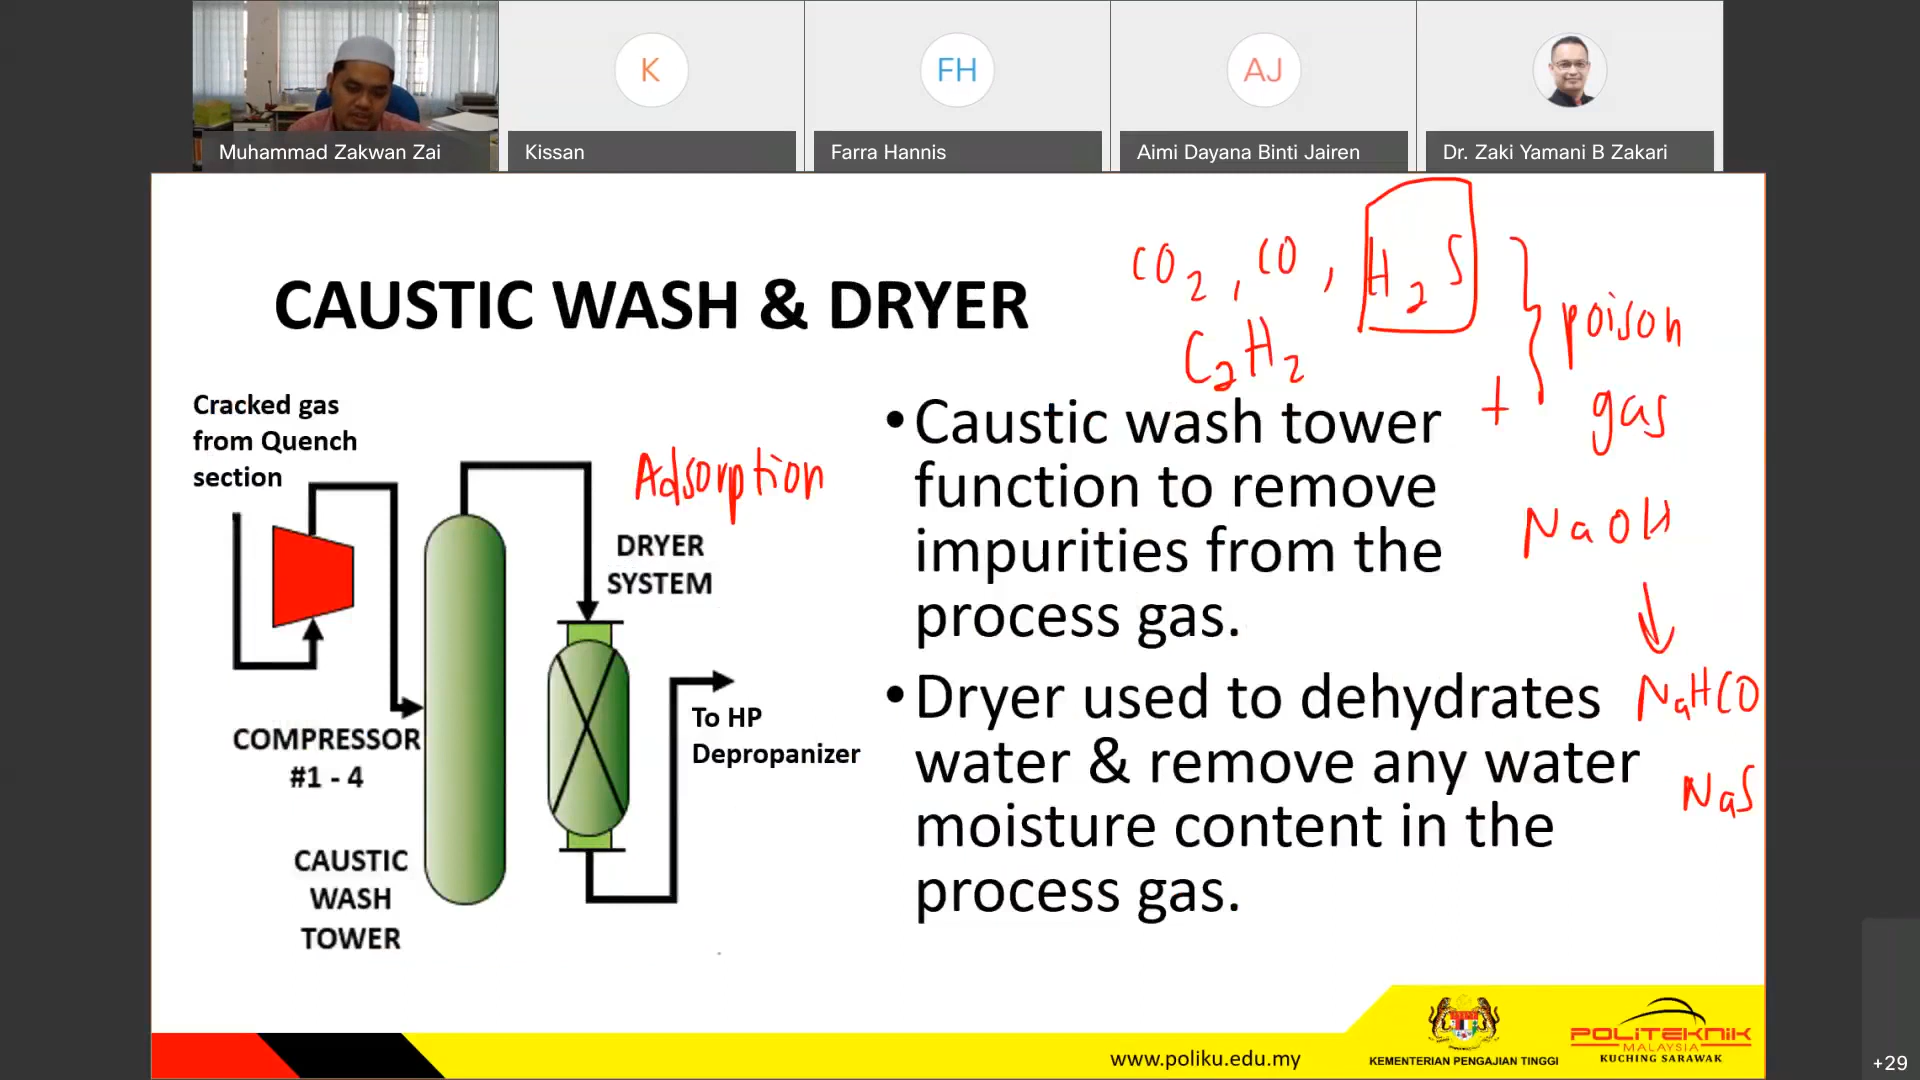 K
FH
AJ
Muhammad Zakwan Zai
Kissan
Farra Hannis
Aimi Dayana Binti Jairen
Dr. Zaki Yamani B Zakari
CAUSTIC WASH & DRYER
CO2, CO, H2S
C2H2
+
poison
gas
NaOH
NaHCO
NaS
Cracked gas
from Quench
section
Adsorption
DRYER
SYSTEM
COMPRESSOR
#1 - 4
CAUSTIC
WASH
TOWER
To HP
Depropanizer
•Caustic wash tower
function to remove
impurities from the
process gas.
•Dryer used to dehydrates
water & remove any water
moisture content in the
process gas.
www.poliku.edu.my
KEMENTERIAN PENGAJIAN TINGGI
POLITEKNIK
MALAYSIA
KUCHING SARAWAK
+29